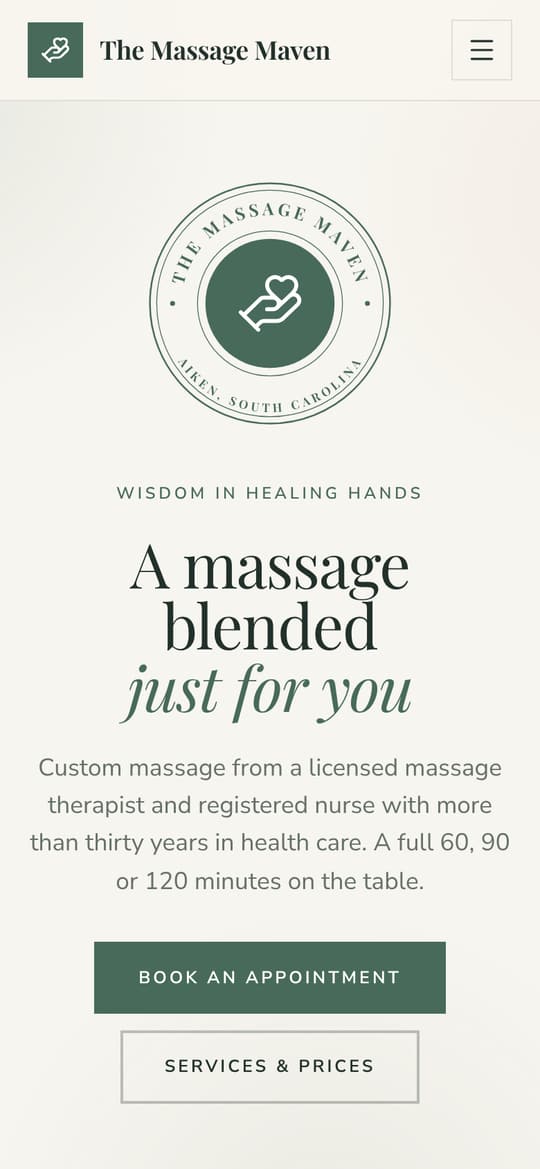 The Massage Maven
THE MASSAGE MAVEN
AIKEN, SOUTH CAROLINA
WISDOM IN HEALING HANDS
A massage
blended
just for you
Custom massage from a licensed massage
therapist and registered nurse with more
than thirty years in health care. A full 60, 90
or 120 minutes on the table.
BOOK AN APPOINTMENT
SERVICES & PRICES